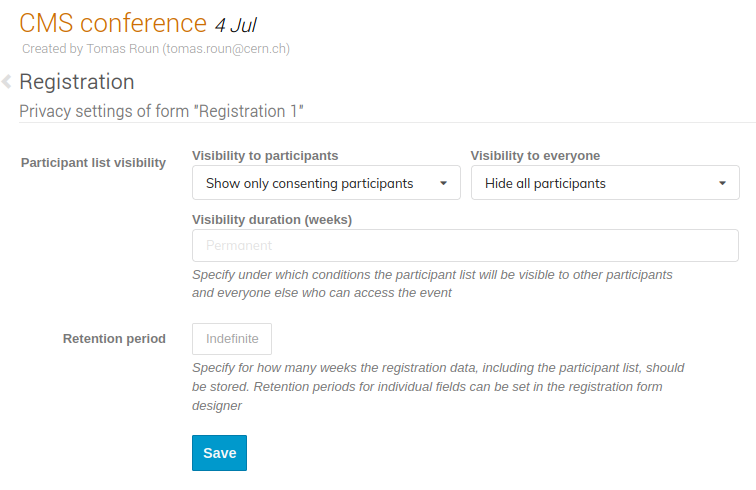 CMS conference 4 Jul
Created by Tomas Roun (tomas.roun@cern.ch)
Registration
Privacy settings of form "Registration 1"
Participant list visibility
Visibility to participants
Visibility to everyone
Show only consenting participants
Hide all participants
Visibility duration (weeks)
Permanent
Specify under which conditions the participant list will be visible to other participants
and everyone else who can access the event
Retention period
Indefinite
Specify for how many weeks the registration data, including the participant list, should
be stored. Retention periods for individual fields can be set in the registration form
designer
Save